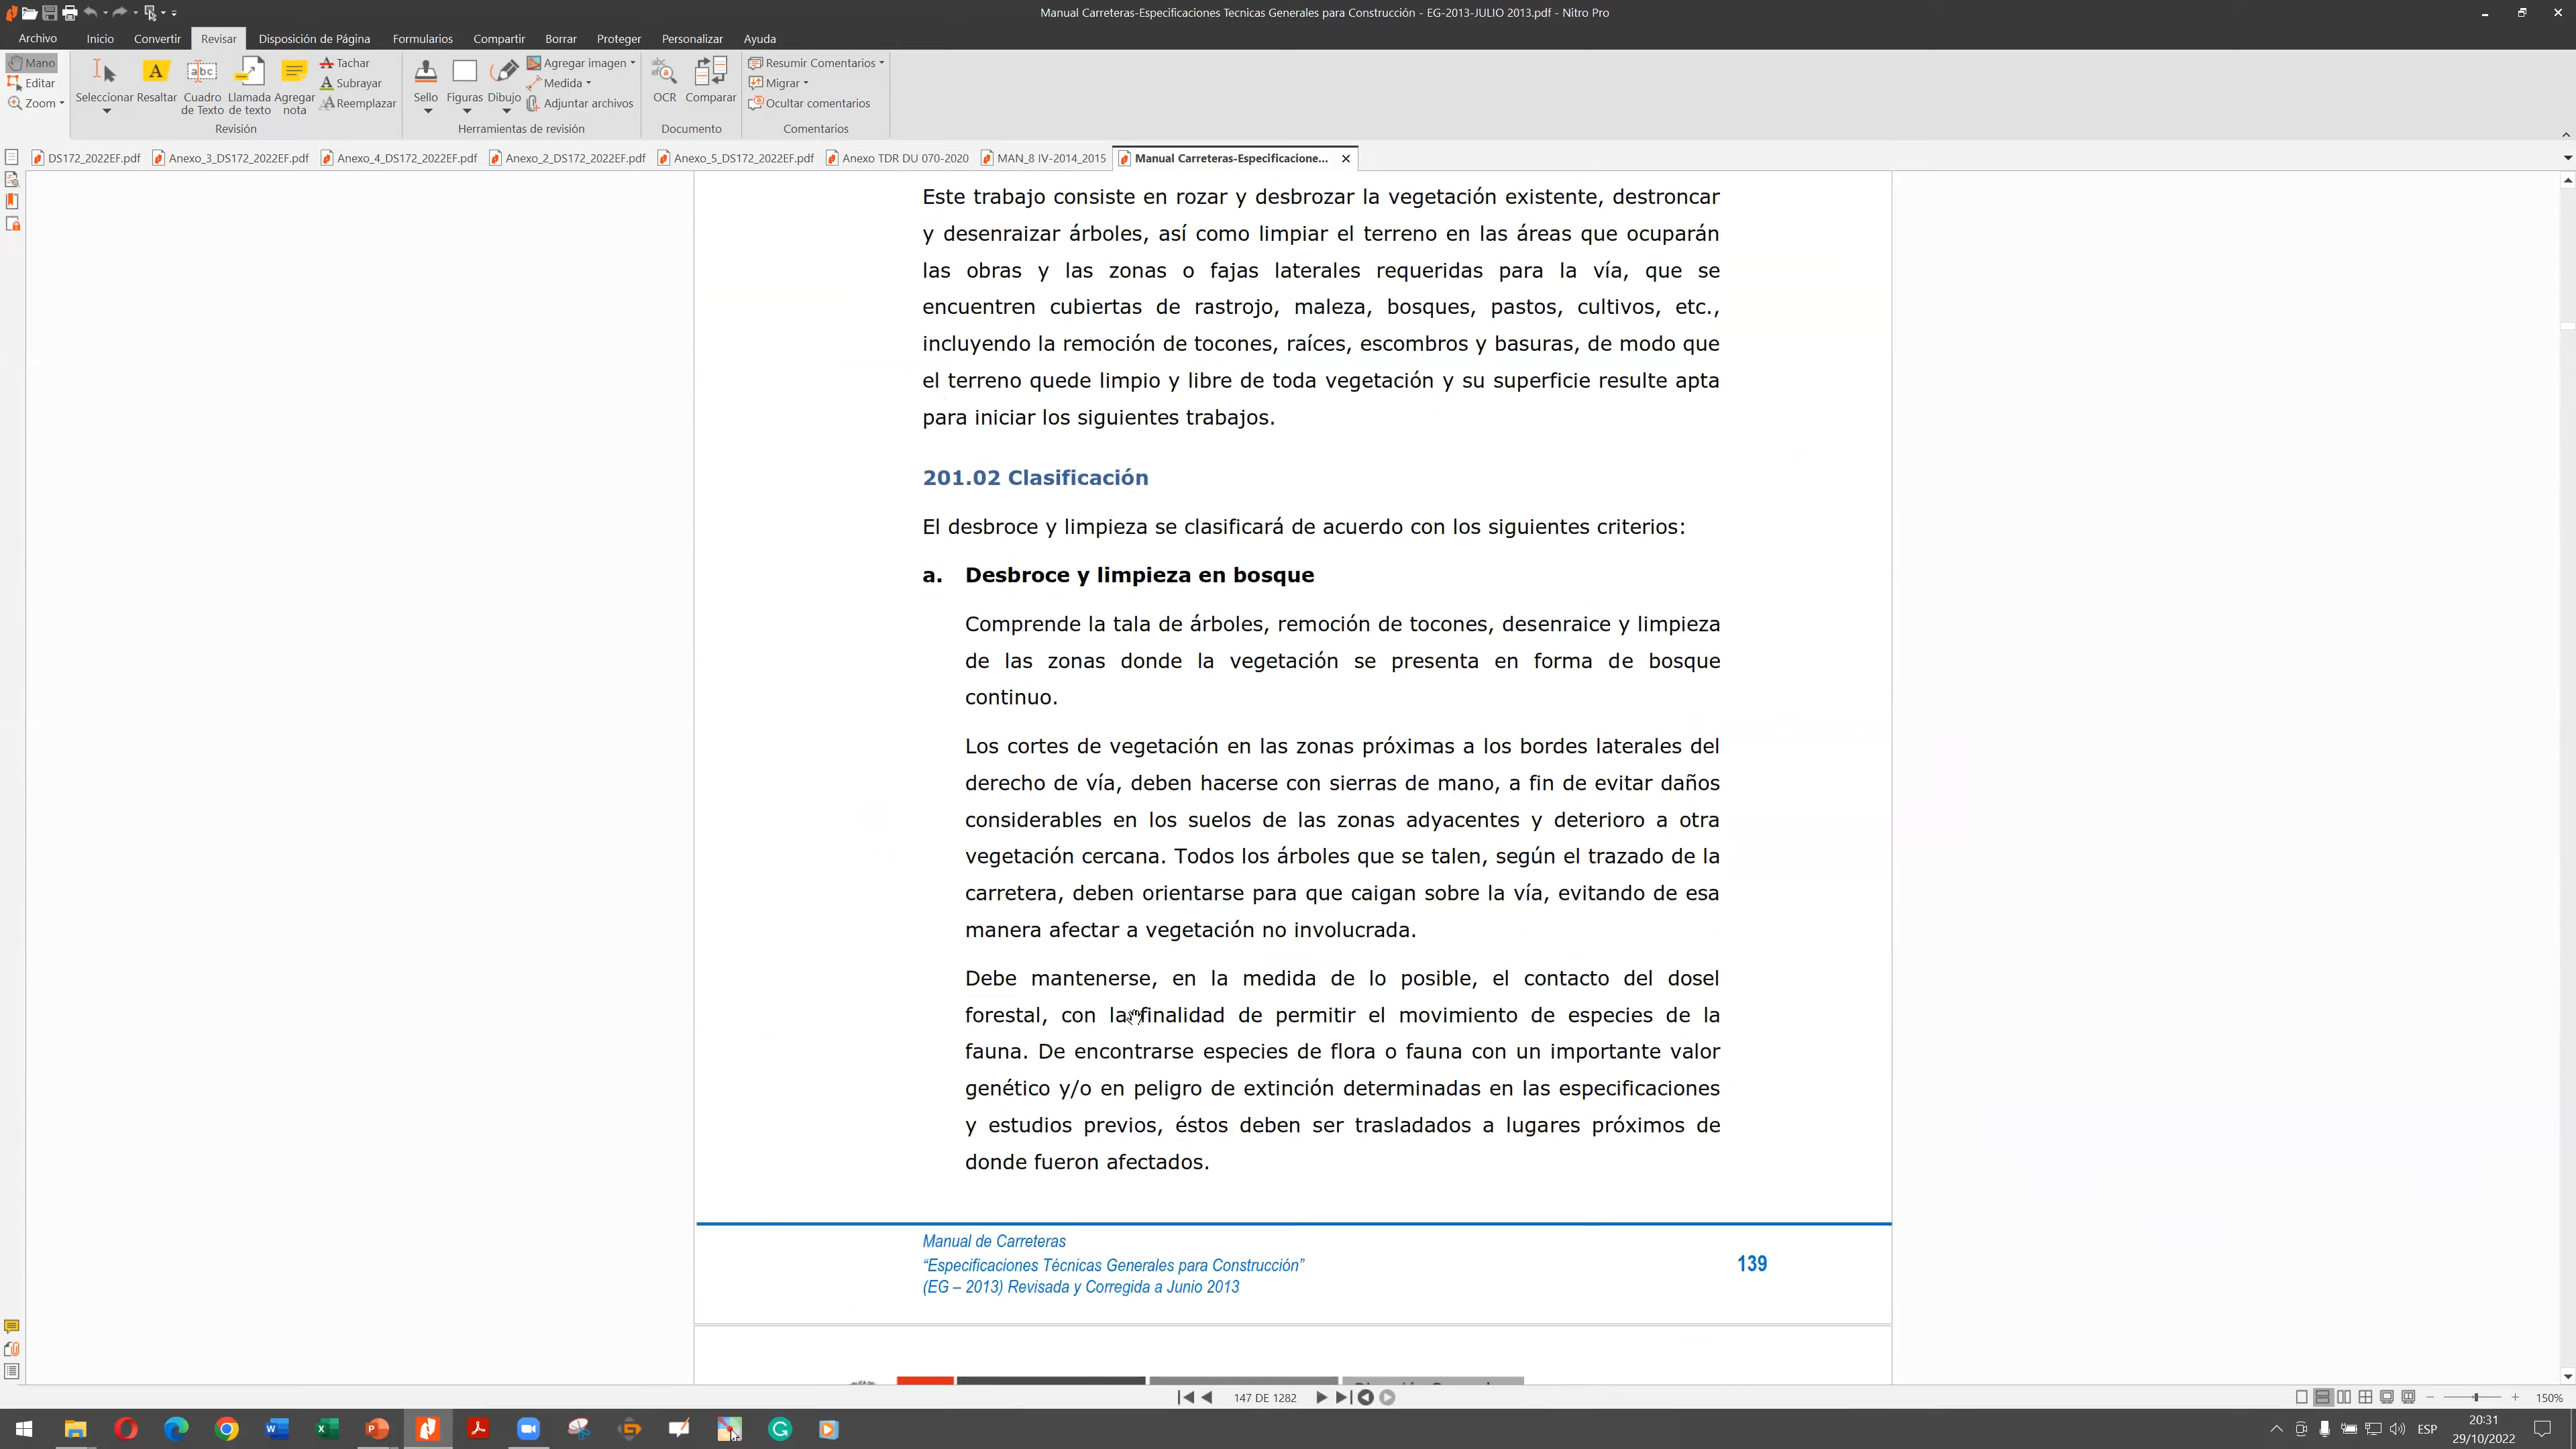 Manual Carreteras-Especificaciones Tecnicas Generales para Construcción - EG-2013-JULIO 2013.pdf - Nitro Pro
Archivo Inicio Convertir Revisar Disposición de Página Formularios Compartir Borrar Proteger Personalizar Ayuda
Mano
Editar
Zoom
Seleccionar
Resaltar
Cuadro
de Texto
Llamada
de texto
Agregar
nota
Tachar
Subrayar
Reemplazar
Revisión
Sello
Figuras
Dibujo
Agregar imagen
Medida
Adjuntar archivos
Herramientas de revisión
OCR
Comparar
Documento
Resumir Comentarios
Migrar
Ocultar comentarios
Comentarios
DS172_2022EF.pdf Anexo_3_DS172_2022EF.pdf Anexo_4_DS172_2022EF.pdf Anexo_2_DS172_2022EF.pdf Anexo_5_DS172_2022EF.pdf Anexo TDR DU 070-2020 MAN_8 IV-2014_2015 Manual Carreteras-Especificacione...
Este trabajo consiste en rozar y desbrozar la vegetación existente, destroncar
y desenraizar árboles, así como limpiar el terreno en las áreas que ocuparán
las obras y las zonas o fajas laterales requeridas para la vía, que se
encuentren cubiertas de rastrojo, maleza, bosques, pastos, cultivos, etc.,
incluyendo la remoción de tocones, raíces, escombros y basuras, de modo que
el terreno quede limpio y libre de toda vegetación y su superficie resulte apta
para iniciar los siguientes trabajos.
201.02 Clasificación
El desbroce y limpieza se clasificará de acuerdo con los siguientes criterios:
a. Desbroce y limpieza en bosque
Comprende la tala de árboles, remoción de tocones, desenraice y limpieza
de las zonas donde la vegetación se presenta en forma de bosque
continuo.
Los cortes de vegetación en las zonas próximas a los bordes laterales del
derecho de vía, deben hacerse con sierras de mano, a fin de evitar daños
considerables en los suelos de las zonas adyacentes y deterioro a otra
vegetación cercana. Todos los árboles que se talen, según el trazado de la
carretera, deben orientarse para que caigan sobre la vía, evitando de esa
manera afectar a vegetación no involucrada.
Debe mantenerse, en la medida de lo posible, el contacto del dosel
forestal, con la finalidad de permitir el movimiento de especies de la
fauna. De encontrarse especies de flora o fauna con un importante valor
genético y/o en peligro de extinción determinadas en las especificaciones
y estudios previos, éstos deben ser trasladados a lugares próximos de
donde fueron afectados.
Manual de Carreteras
“Especificaciones Técnicas Generales para Construcción”
(EG – 2013) Revisada y Corregida a Junio 2013
139
147 DE 1282
150%
ESP
20:31
29/10/2022